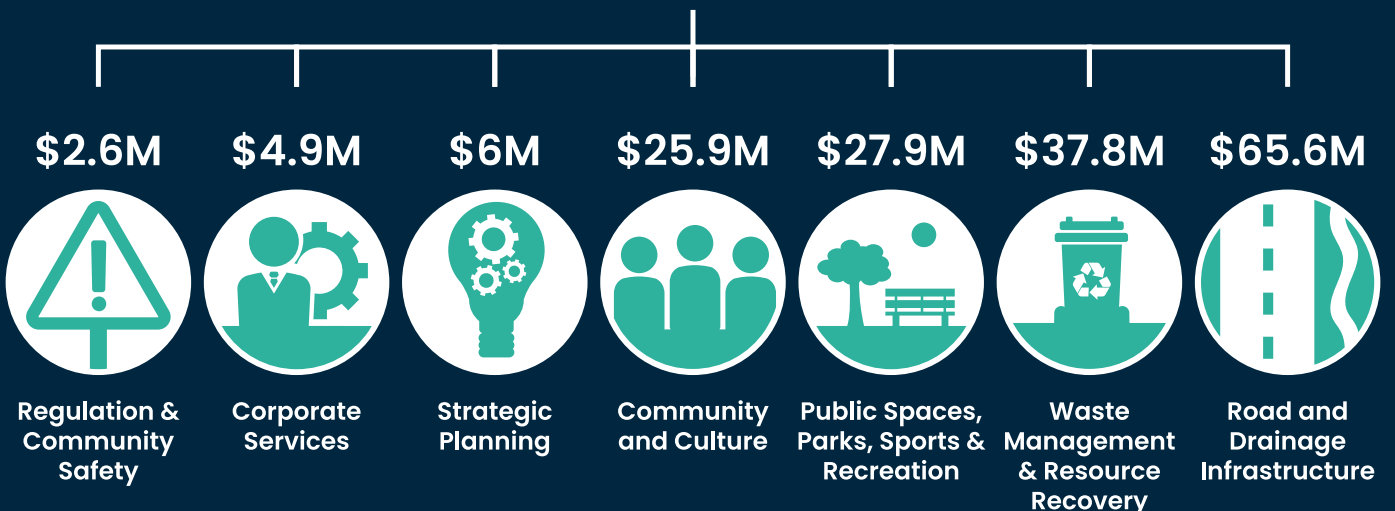 $2.6M
Regulation &
Community
Safety
$4.9M
Corporate
Services
$6M
Strategic
Planning
$25.9M
Community
and Culture
$27.9M
Public Spaces,
Parks, Sports &
Recreation
$37.8M
Waste
Management
& Resource
Recovery
$65.6M
Road and
Drainage
Infrastructure